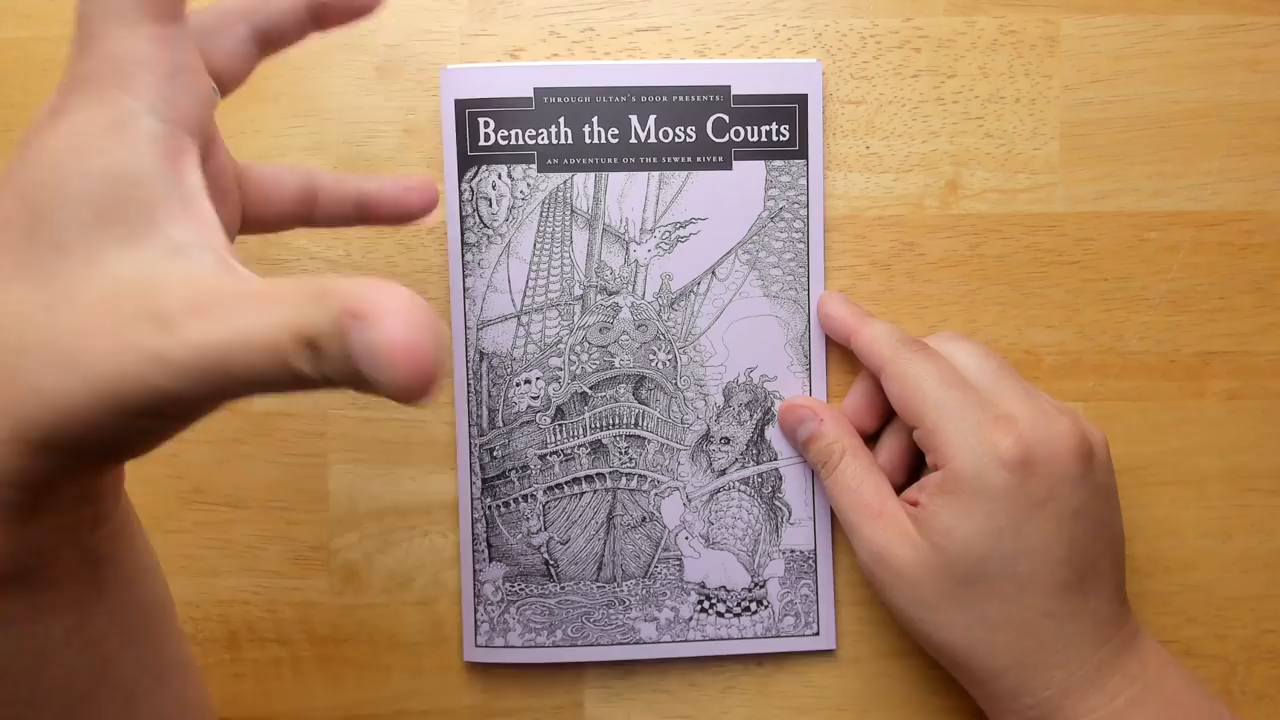 THROUGH ULTAN'S DOOR PRESENTS:
Beneath the Moss Courts
AN ADVENTURE ON THE SEWER RIVER